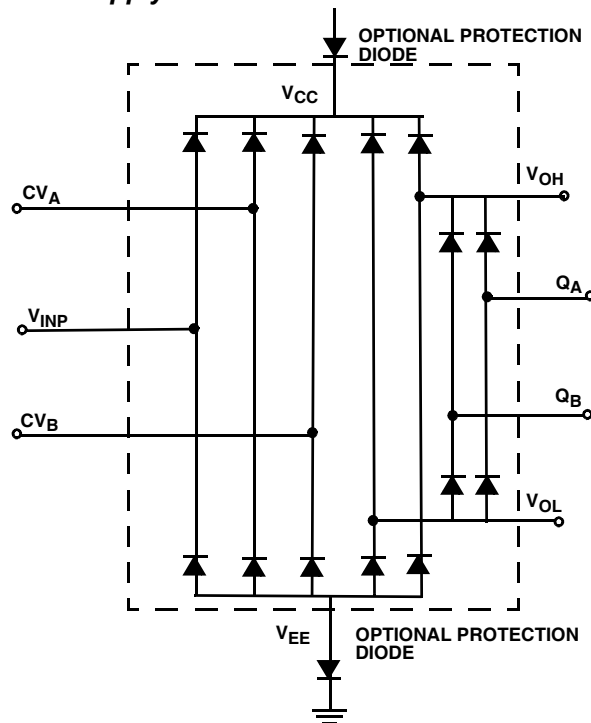 OPTIONAL PROTECTION
DIODE
VCC
VOH
CVA
QA
VINP
QB
CVB
VOL
VEE
OPTIONAL PROTECTION
DIODE